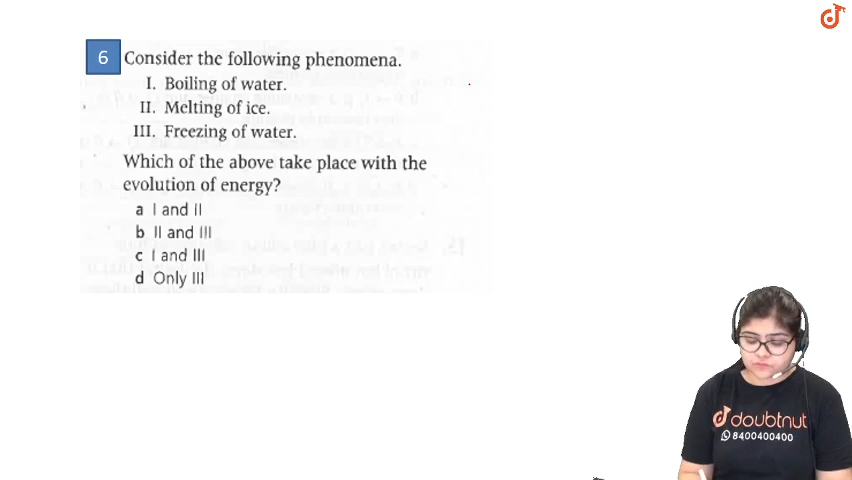 6 Consider the following phenomena.
I. Boiling of water.
II. Melting of ice.
III. Freezing of water.
Which of the above take place with the
evolution of energy?
a I and II
b II and III
c I and III
d Only III
doubtnut
8400400400